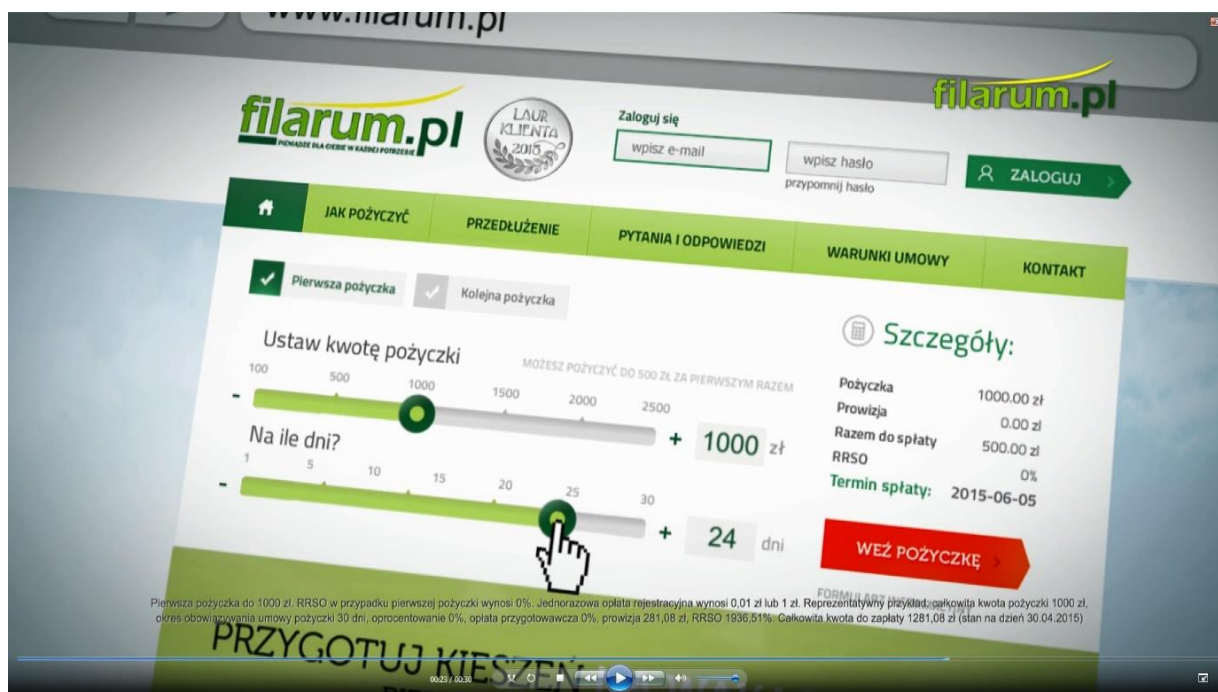 www.filarum.pl
filarum.pl
filarum.pl
PIENIĄDZE DLA CIEBIE W KAŻDEJ POTRZEBIE
LAUR
KLIENTA
2015
Zaloguj się
wpisz e-mail
wpisz hasło
przypomnij hasło
ZALOGUJ
JAK POŻYCZYĆ
PRZEDŁUŻENIE
PYTANIA I ODPOWIEDZI
WARUNKI UMOWY
KONTAKT
Pierwsza pożyczka
Kolejna pożyczka
Ustaw kwotę pożyczki
MOŻESZ POŻYCZYĆ DO 500 ZŁ ZA PIERWSZYM RAZEM
100 500 1000 1500 2000 2500
- + 1000 zł
Na ile dni?
1 5 10 15 20 25 30
- + 24 dni
Szczegóły:
Pożyczka 1000.00 zł
Prowizja 0.00 zl
Razem do spłaty 500.00 zl
RRSO 0%
Termin spłaty: 2015-06-05
WEŹ POŻYCZKĘ
Pierwsza pożyczka do 1000 zl. RRSO w przypadku pierwszej pożyczki wynosi 0%. Jednorazowa opłata rejestracyjna wynosi 0,01 zł lub 1 zł. Reprezentatywny przykład: całkowita kwota pożyczki 1000 zł,
okres obowiązywania umowy pożyczki 30 dni, oprocentowanie 0%, opłata przygotowawcza 0%, prowizja 281,08 zł, RRSO 1936,51%. Całkowita kwota do zapłaty 1281,08 zł (stan na dzień 30.04.2015)
PRZYGOTUJ KIESZEŃ
00:23 / 00:30